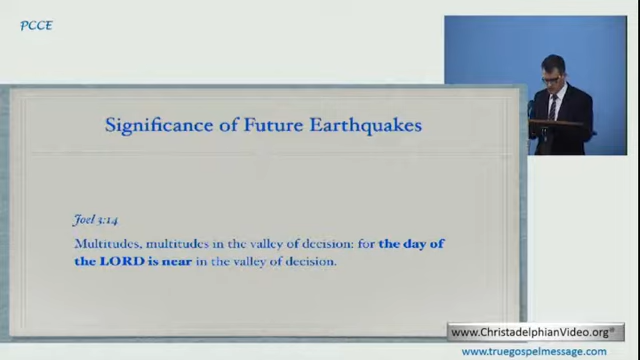 PCCE
Significance of Future Earthquakes
Joel 3:14
Multitudes, multitudes in the valley of decision: for the day of
the LORD is near in the valley of decision.
www.ChristadelphianVideo.org®
www.truegospelmessage.com